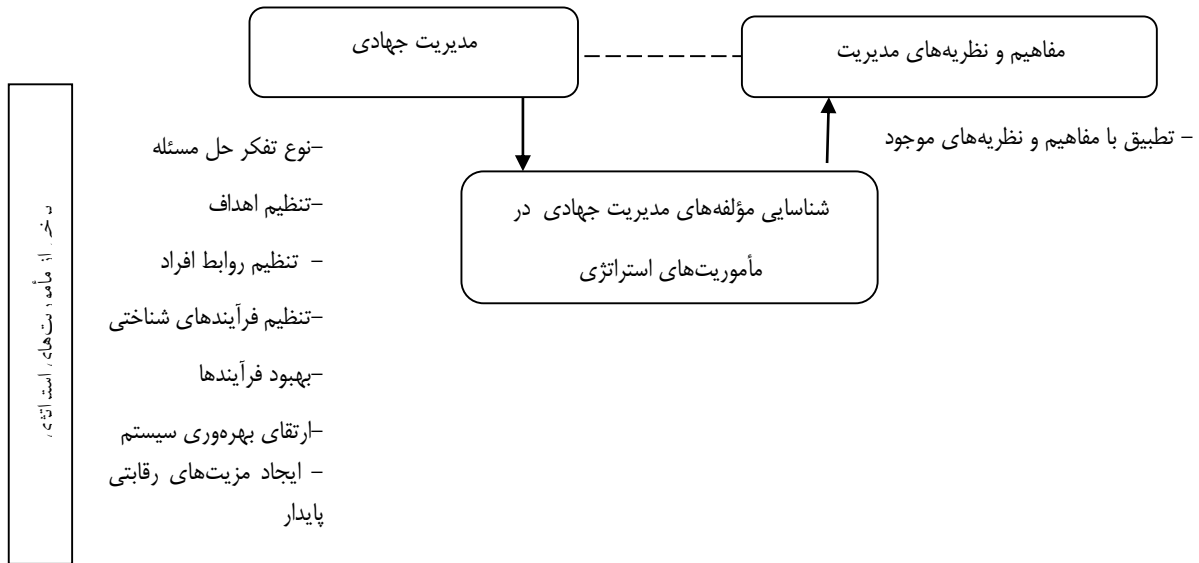 مدیریت جهادی
مفاهیم و نظریه‌های مدیریت
– تطبیق با مفاهیم و نظریه‌های موجود
شناسایی مؤلفه‌های مدیریت جهادی در
مأموریت‌های استراتژی
–نوع تفکر حل مسئله
–تنظیم اهداف
– تنظیم روابط افراد
–تنظیم فرآیندهای شناختی
–بهبود فرآیندها
–ارتقای بهره‌وری سیستم
– ایجاد مزیت‌های رقابتی
پایدار